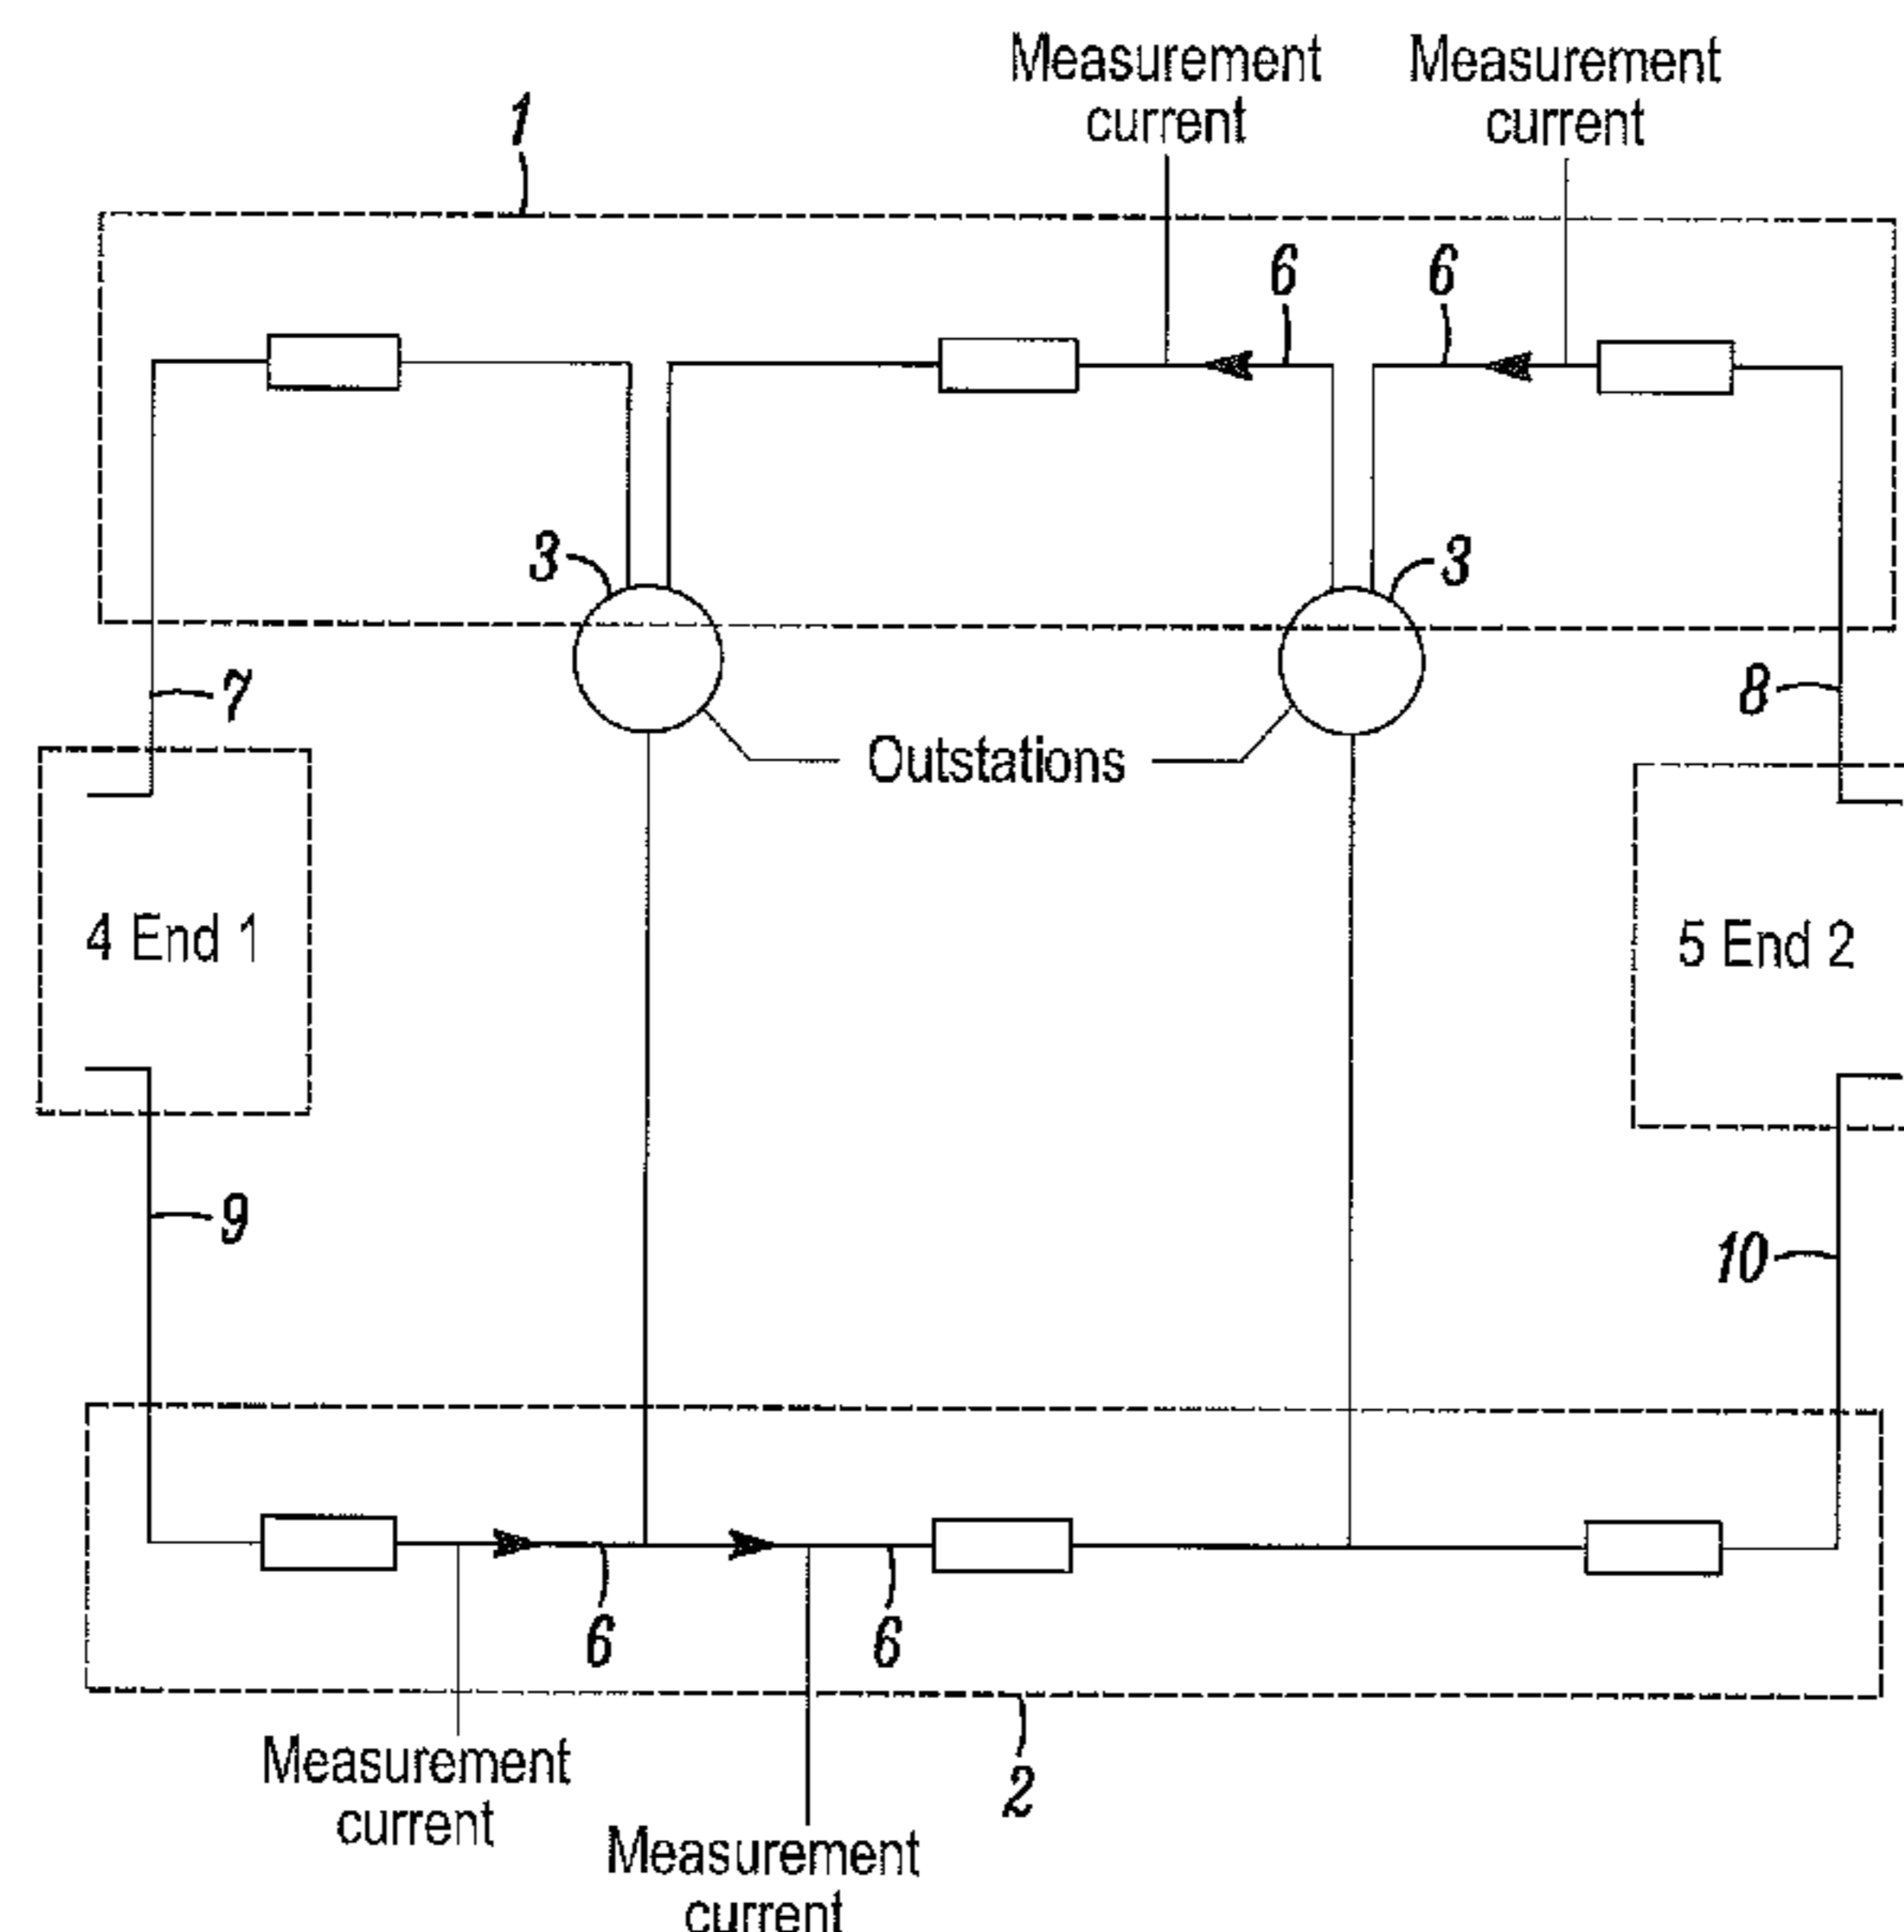 Measurement
current
Measurement
current
1
6
6
3
3
7
8
Outstations
4 End 1
5 End 2
9
10
6
6
Measurement
current
2
Measurement
current